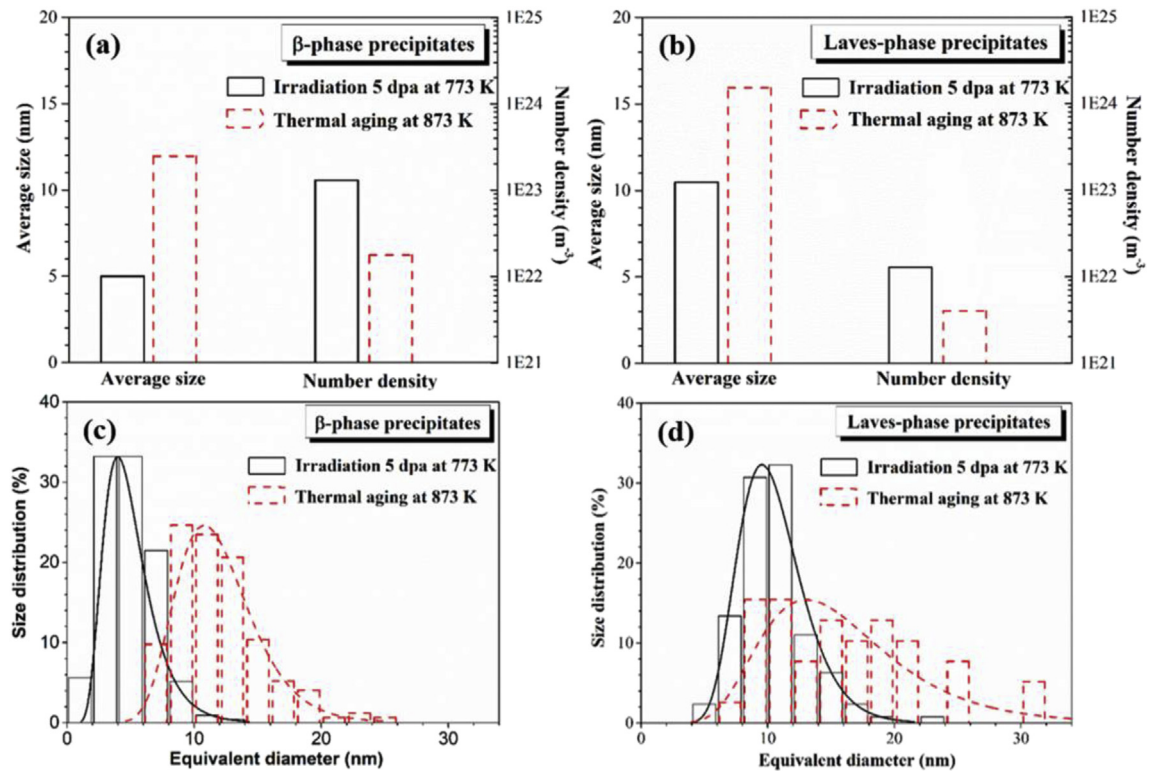 (a)
β-phase precipitates
Irradiation 5 dpa at 773 K
Thermal aging at 873 K
Average size (nm)
20
15
10
5
0
Number density (m⁻³)
1E25
1E24
1E23
1E22
1E21
Average size
Number density
(b)
Laves-phase precipitates
Irradiation 5 dpa at 773 K
Thermal aging at 873 K
Average size (nm)
20
15
10
5
0
Number density (m⁻³)
1E25
1E24
1E23
1E22
1E21
Average size
Number density
(c)
β-phase precipitates
Irradiation 5 dpa at 773 K
Thermal aging at 873 K
Size distribution (%)
40
30
20
10
0
0
10
20
30
Equivalent diameter (nm)
(d)
Laves-phase precipitates
Irradiation 5 dpa at 773 K
Thermal aging at 873 K
Size distribution (%)
40
30
20
10
0
0
10
20
30
Equivalent diameter (nm)